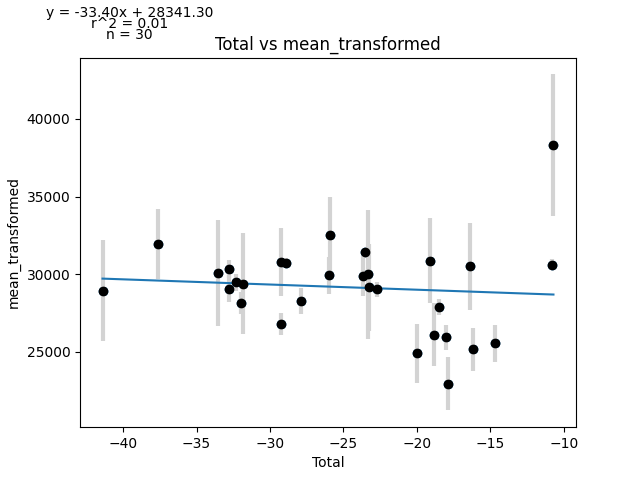 y = -33.40x + 28341.30
r^2 = 0.01
n = 30
Total vs mean_transformed
40000
35000
30000
25000
mean_transformed
−40
−35
−30
−25
−20
−15
−10
Total